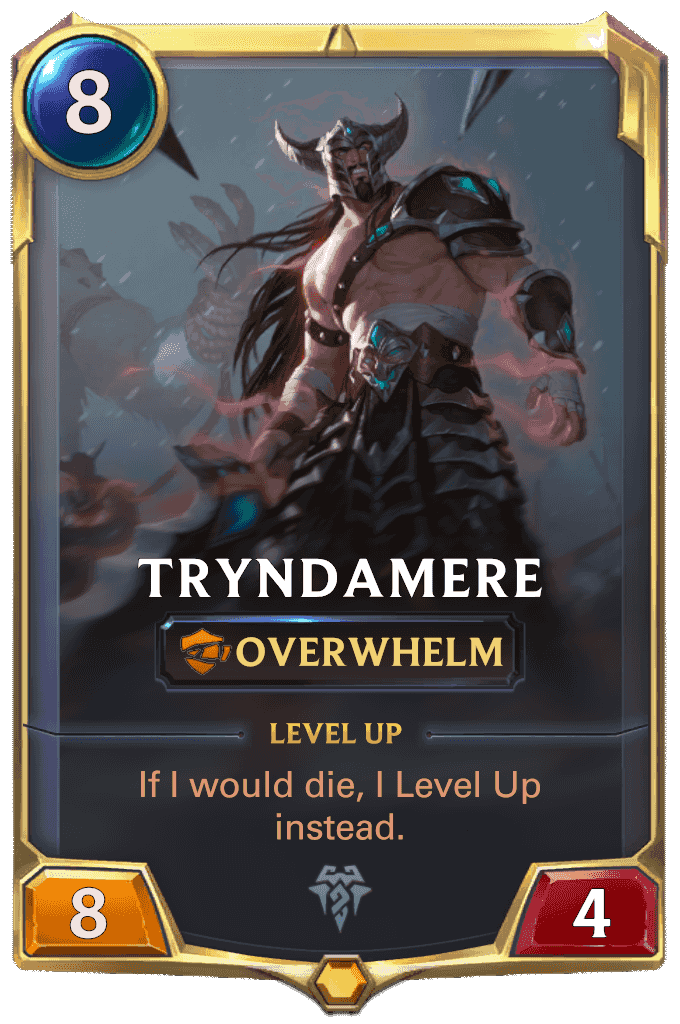 8
TRYNDAMERE
OVERWHELM
LEVEL UP
If I would die, I Level Up
instead.
8
4